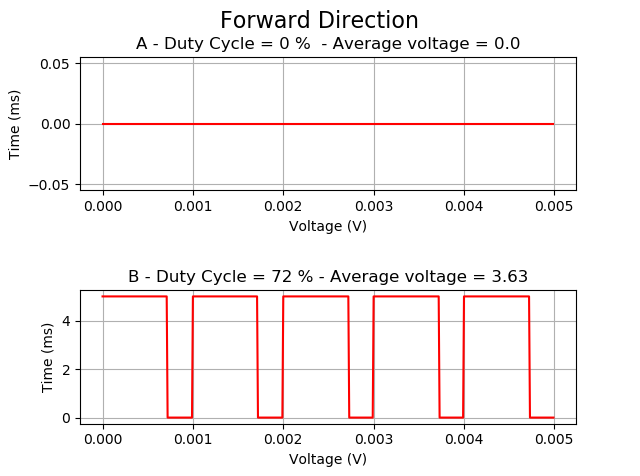 Forward Direction
A - Duty Cycle = 0 %  - Average voltage = 0.0
0.05
0.00
−0.05
Time (ms)
0.000 0.001 0.002 0.003 0.004 0.005
Voltage (V)
B - Duty Cycle = 72 % - Average voltage = 3.63
4
2
0
Time (ms)
0.000 0.001 0.002 0.003 0.004 0.005
Voltage (V)